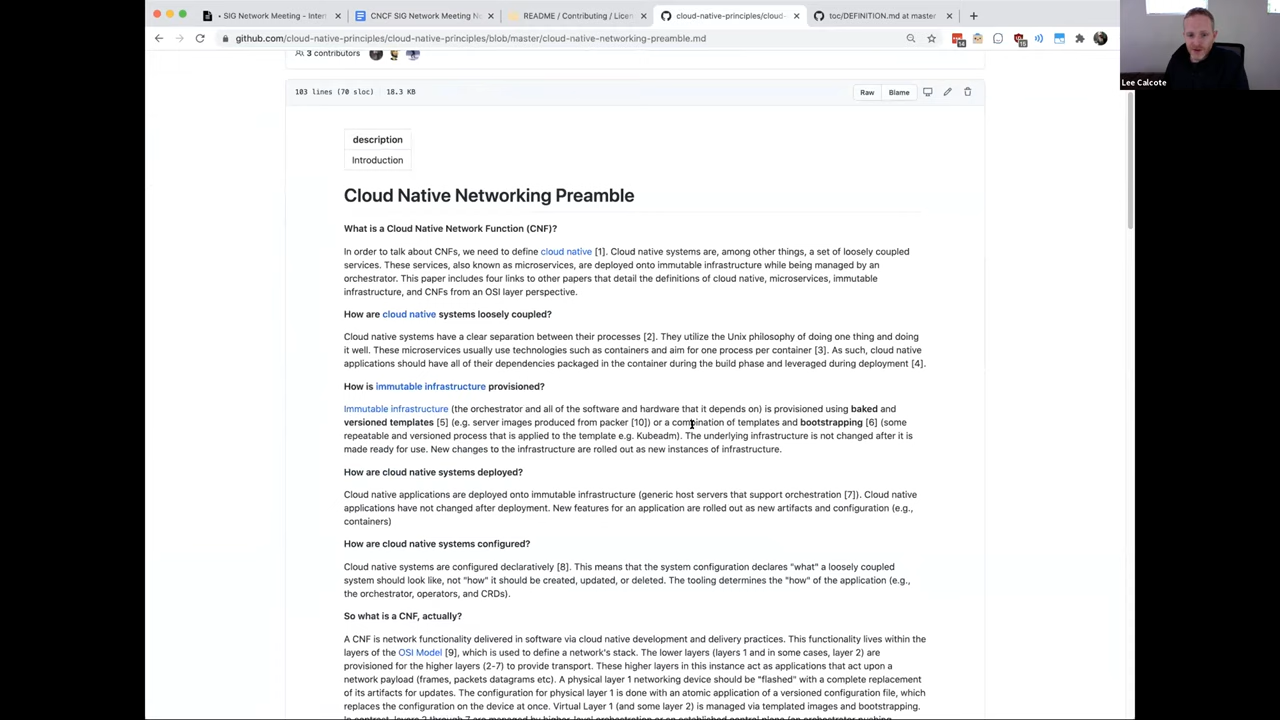 • SIG Network Meeting - Inter
CNCF SIG Network Meeting N
README / Contributing / Licen
cloud-native-principles/cloud-
toc/DEFINITION.md at master
github.com/cloud-native-principles/cloud-native-principles/blob/master/cloud-native-networking-preamble.md
Lee Calcote
3 contributors
103 lines (70 sloc) 18.3 KB
Raw Blame
description
Introduction
Cloud Native Networking Preamble
What is a Cloud Native Network Function (CNF)?
In order to talk about CNFs, we need to define cloud native [1]. Cloud native systems are, among other things, a set of loosely coupled
services. These services, also known as microservices, are deployed onto immutable infrastructure while being managed by an
orchestrator. This paper includes four links to other papers that detail the definitions of cloud native, microservices, immutable
infrastructure, and CNFs from an OSI layer perspective.
How are cloud native systems loosely coupled?
Cloud native systems have a clear separation between their processes [2]. They utilize the Unix philosophy of doing one thing and doing
it well. These microservices usually use technologies such as containers and aim for one process per container [3]. As such, cloud native
applications should have all of their dependencies packaged in the container during the build phase and leveraged during deployment [4].
How is immutable infrastructure provisioned?
Immutable infrastructure (the orchestrator and all of the software and hardware that it depends on) is provisioned using baked and
versioned templates [5] (e.g. server images produced from packer [10]) or a combination of templates and bootstrapping [6] (some
repeatable and versioned process that is applied to the template e.g. Kubeadm). The underlying infrastructure is not changed after it is
made ready for use. New changes to the infrastructure are rolled out as new instances of infrastructure.
How are cloud native systems deployed?
Cloud native applications are deployed onto immutable infrastructure (generic host servers that support orchestration [7]). Cloud native
applications have not changed after deployment. New features for an application are rolled out as new artifacts and configuration (e.g.,
containers)
How are cloud native systems configured?
Cloud native systems are configured declaratively [8]. This means that the system configuration declares "what" a loosely coupled
system should look like, not "how" it should be created, updated, or deleted. The tooling determines the "how" of the application (e.g.,
the orchestrator, operators, and CRDs).
So what is a CNF, actually?
A CNF is network functionality delivered in software via cloud native development and delivery practices. This functionality lives within the
layers of the OSI Model [9], which is used to define a network's stack. The lower layers (layers 1 and in some cases, layer 2) are
provisioned for the higher layers (2-7) to provide transport. These higher layers in this instance act as applications that act upon a
network payload (frames, packets datagrams etc). A physical layer 1 networking device should be "flashed" with a complete replacement
of its artifacts for updates. The configuration for physical layer 1 is done with an atomic application of a versioned configuration file, which
replaces the configuration on the device at once. Virtual Layer 1 (and some layer 2) is managed via templated images and bootstrapping.